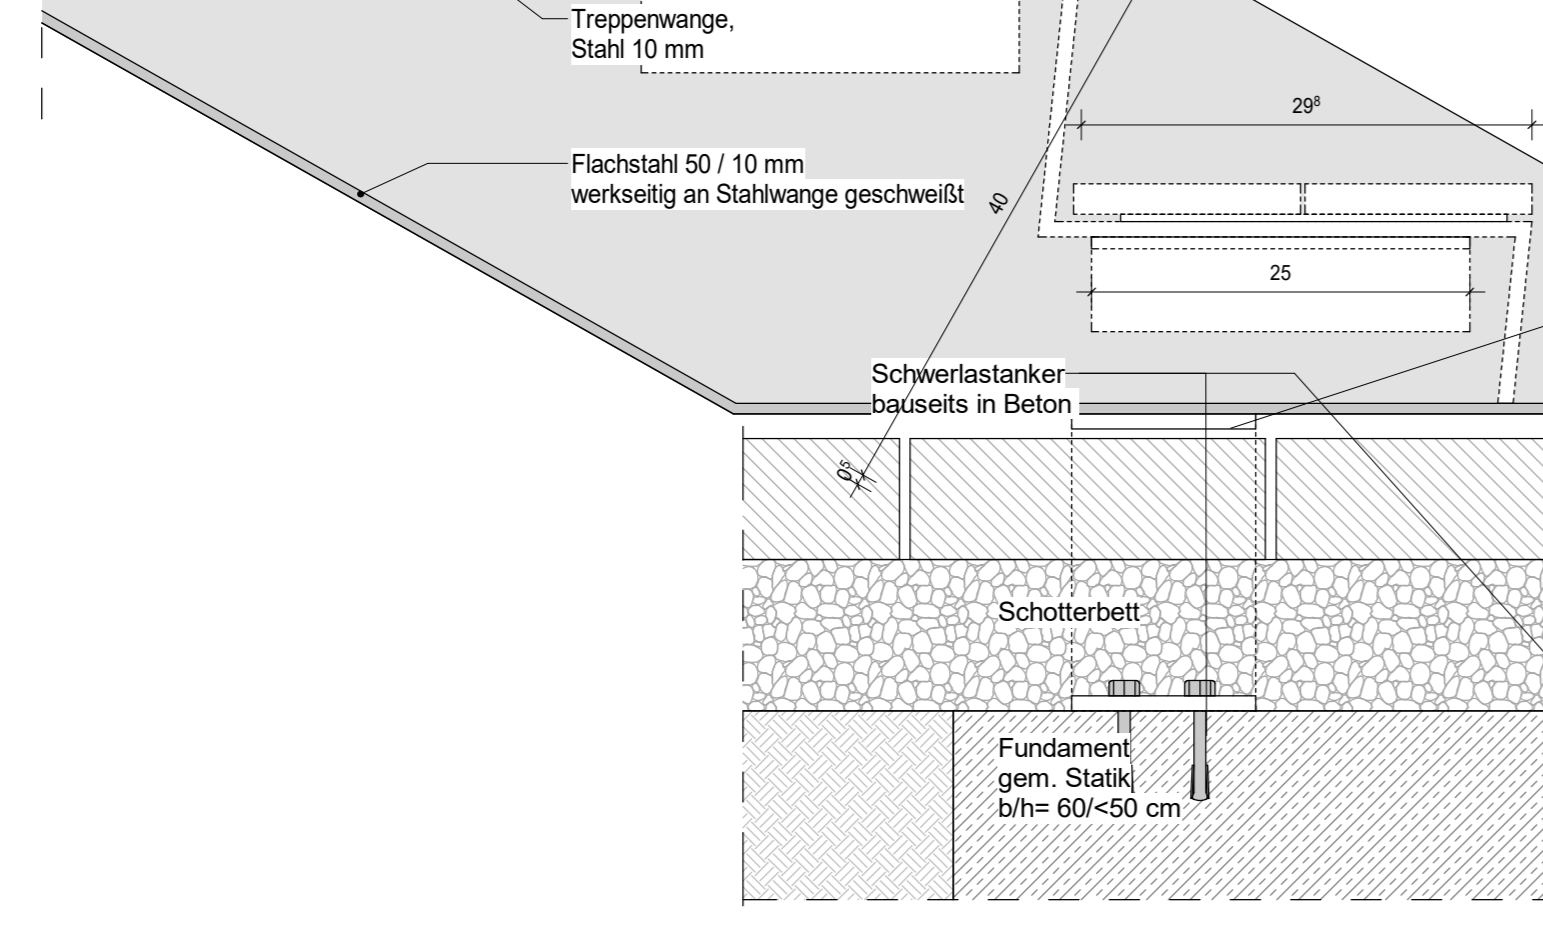 Treppenwange,
Stahl 10 mm
29⁸
Flachstahl 50 / 10 mm
werkseitig an Stahlwange geschweißt
40
25
Schwerlastanker
bauseits in Beton
0⁵
Schotterbett
Fundament
gem. Statik
b/h= 60/<50 cm